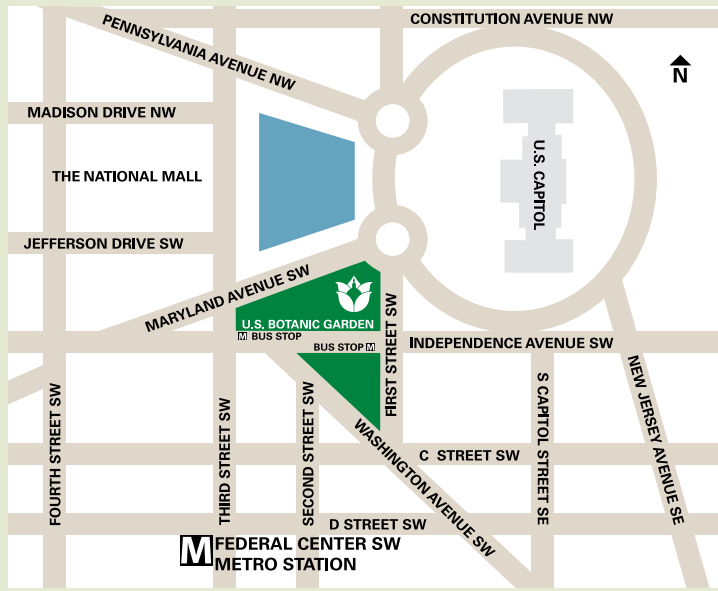 CONSTITUTION AVENUE NW
PENNSYLVANIA AVENUE NW
N
MADISON DRIVE NW
THE NATIONAL MALL
U.S. CAPITOL
JEFFERSON DRIVE SW
MARYLAND AVENUE SW
U.S. BOTANIC GARDEN
M BUS STOP
BUS STOP M
FIRST STREET SW
INDEPENDENCE AVENUE SW
FOURTH STREET SW
THIRD STREET SW
SECOND STREET SW
WASHINGTON AVENUE SW
C STREET SW
S CAPITOL STREET SE
NEW JERSEY AVENUE SE
D STREET SW
M FEDERAL CENTER SW
METRO STATION